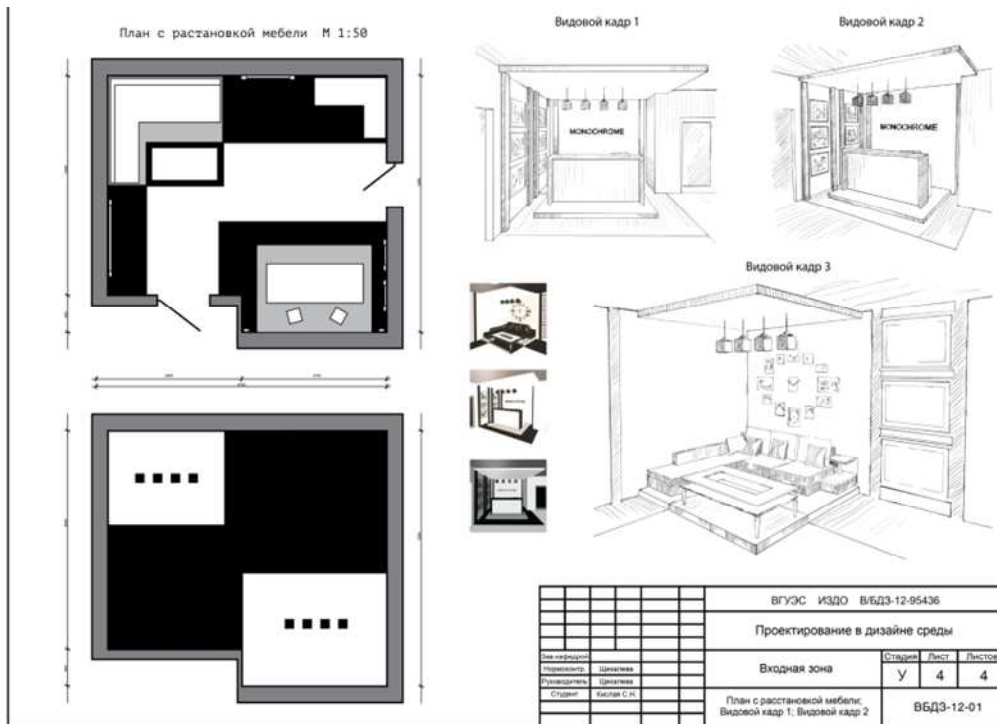 План с растановкой мебели М 1:50
Видовой кадр 1
Видовой кадр 2
MONOCHROME
MONOCHROME
Видовой кадр 3
ВГУЭС ИЗДО В/БДЗ-12-95436
Проектирование в дизайне среды
Зав кафедрой
Нормоконтр. Щекалева
Руководитель Щекалева
Студент Кислая С.Н.
Входная зона
Стадия Лист Листов
У 4 4
План с расстановкой мебели;
Видовой кадр 1; Видовой кадр 2
ВБДЗ-12-01